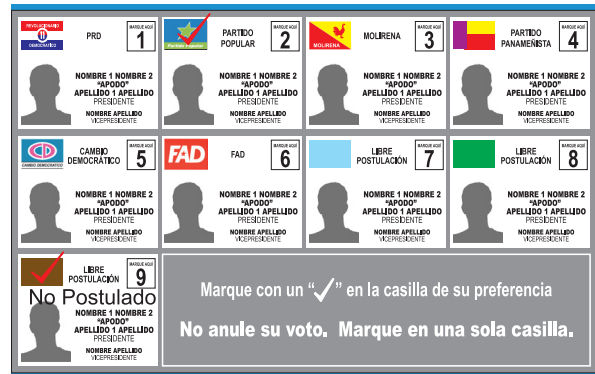 REVOLUCIONARIO
DEMOCRATICO
PRD
MARQUE AQUÍ
1
NOMBRE 1 NOMBRE 2
“APODO”
APELLIDO 1 APELLIDO
PRESIDENTE
NOMBRE APELLIDO
VICEPRESIDENTE
Partido Popular
PARTIDO
POPULAR
MARQUE AQUÍ
2
NOMBRE 1 NOMBRE 2
“APODO”
APELLIDO 1 APELLIDO
PRESIDENTE
NOMBRE APELLIDO
VICEPRESIDENTE
MOLIRENA
MOLIRENA
MARQUE AQUÍ
3
NOMBRE 1 NOMBRE 2
“APODO”
APELLIDO 1 APELLIDO
PRESIDENTE
NOMBRE APELLIDO
VICEPRESIDENTE
PARTIDO
PANAMEÑISTA
MARQUE AQUÍ
4
NOMBRE 1 NOMBRE 2
“APODO”
APELLIDO 1 APELLIDO
PRESIDENTE
NOMBRE APELLIDO
VICEPRESIDENTE
CD
CAMBIO DEMOCRATICO
CAMBIO
DEMOCRÁTICO
MARQUE AQUÍ
5
NOMBRE 1 NOMBRE 2
“APODO”
APELLIDO 1 APELLIDO
PRESIDENTE
NOMBRE APELLIDO
VICEPRESIDENTE
FAD
FAD
MARQUE AQUÍ
6
NOMBRE 1 NOMBRE 2
“APODO”
APELLIDO 1 APELLIDO
PRESIDENTE
NOMBRE APELLIDO
VICEPRESIDENTE
LIBRE
POSTULACIÓN
MARQUE AQUÍ
7
NOMBRE 1 NOMBRE 2
“APODO”
APELLIDO 1 APELLIDO
PRESIDENTE
NOMBRE APELLIDO
VICEPRESIDENTE
LIBRE
POSTULACIÓN
MARQUE AQUÍ
8
NOMBRE 1 NOMBRE 2
“APODO”
APELLIDO 1 APELLIDO
PRESIDENTE
NOMBRE APELLIDO
VICEPRESIDENTE
LIBRE
POSTULACIÓN
MARQUE AQUÍ
9
No Postulado
NOMBRE 1 NOMBRE 2
“APODO”
APELLIDO 1 APELLIDO
PRESIDENTE
NOMBRE APELLIDO
VICEPRESIDENTE
Marque con un “✓” en la casilla de su preferencia
No anule su voto. Marque en una sola casilla.